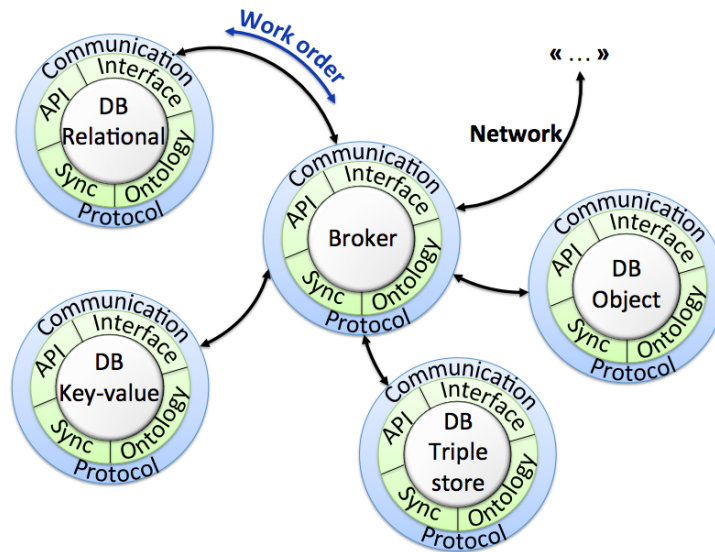 Work order
« ... »
Network
Communication
Interface
API
DB
Relational
Sync
Ontology
Protocol
Communication
Interface
API
Broker
Sync
Ontology
Protocol
Communication
Interface
API
DB
Object
Sync
Ontology
Protocol
Communication
Interface
API
DB
Key-value
Sync
Ontology
Protocol
Communication
Interface
API
DB
Triple
store
Sync
Ontology
Protocol